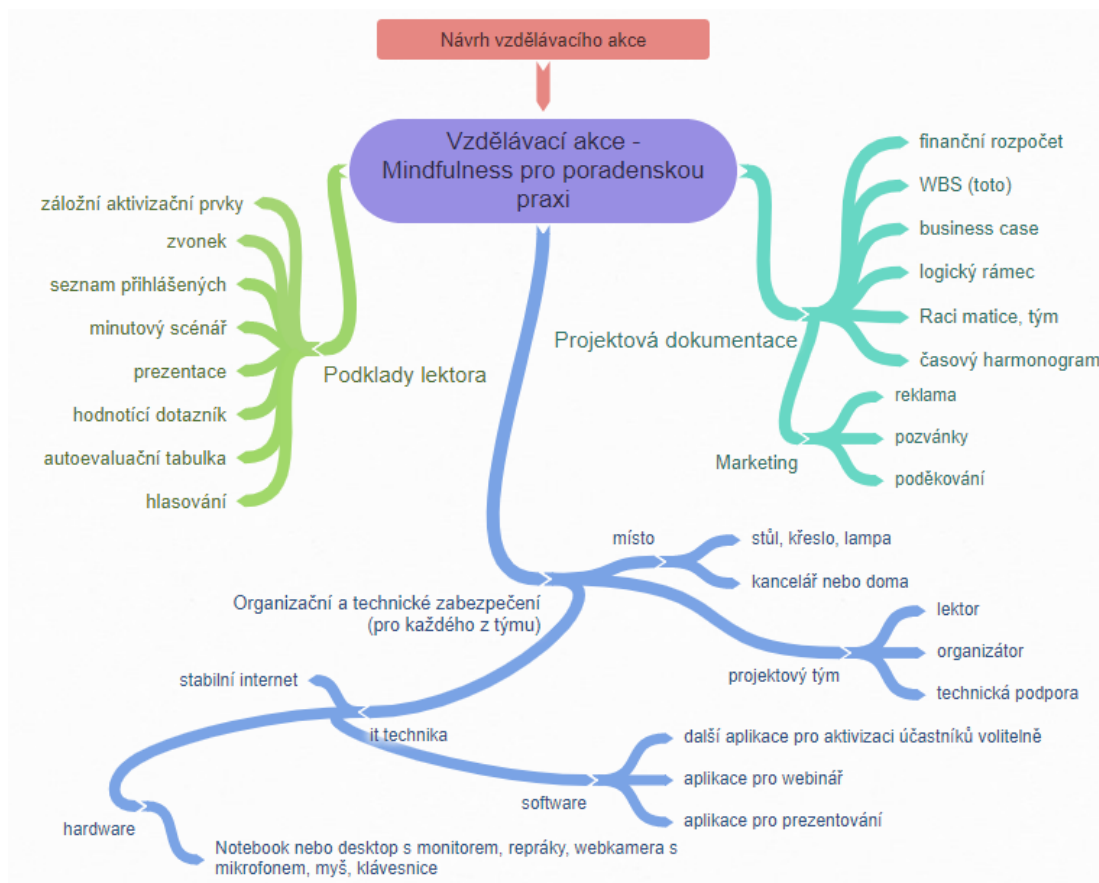 Návrh vzdělávacího akce
Vzdělávací akce -
Mindfulness pro poradenskou
praxi
záložní aktivizační prvky
zvonek
seznam přihlášených
minutový scénář
prezentace
hodnotící dotazník
autoevaluační tabulka
hlasování
Podklady lektora
finanční rozpočet
WBS (toto)
business case
logický rámec
Raci matice, tým
časový harmonogram
Projektová dokumentace
reklama
pozvánky
poděkování
Marketing
Organizační a technické zabezpečení
(pro každého z týmu)
místo
stůl, křeslo, lampa
kancelář nebo doma
projektový tým
lektor
organizátor
technická podpora
stabilní internet
it technika
software
další aplikace pro aktivizaci účastníků volitelně
aplikace pro webinář
aplikace pro prezentování
hardware
Notebook nebo desktop s monitorem, repráky, webkamera s
mikrofonem, myš, klávesnice